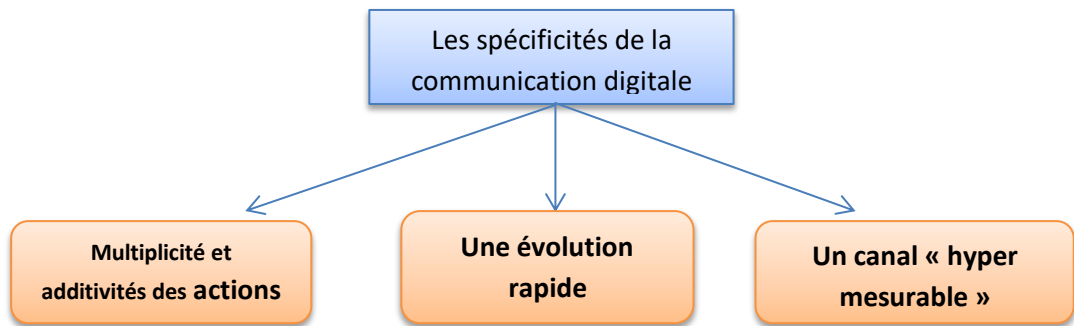 Les spécificités de la
communication digitale
Multiplicité et
additivités des actions
Une évolution
rapide
Un canal « hyper
mesurable »